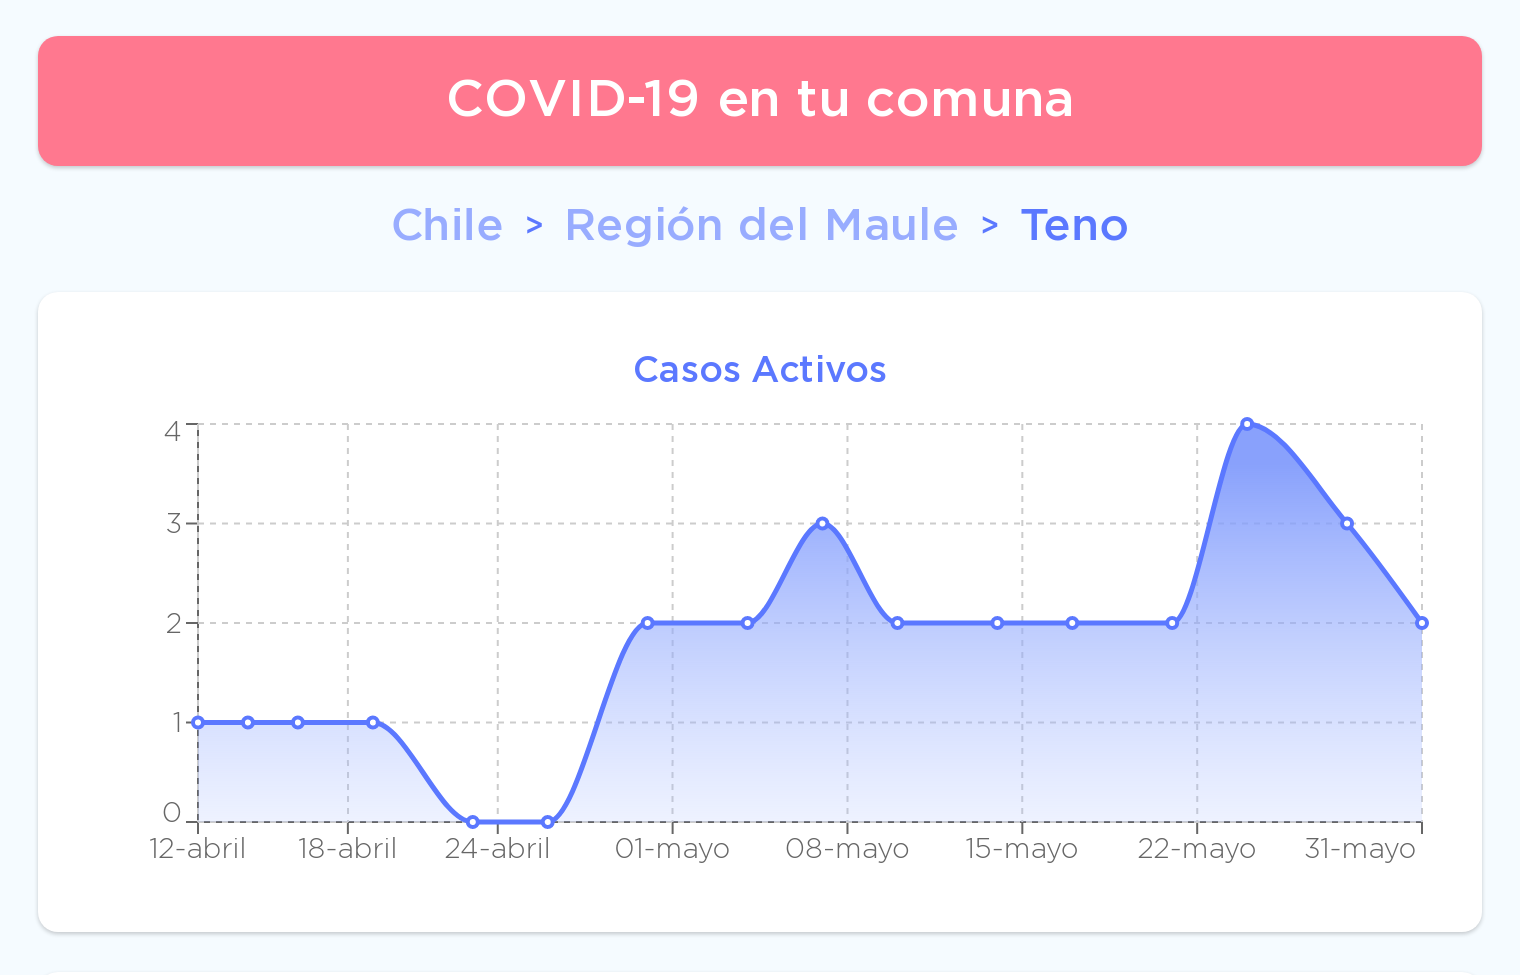 COVID-19 en tu comuna
Chile > Región del Maule > Teno
Casos Activos
4
3
2
1
0
12-abril 18-abril 24-abril 01-mayo 08-mayo 15-mayo 22-mayo 31-mayo